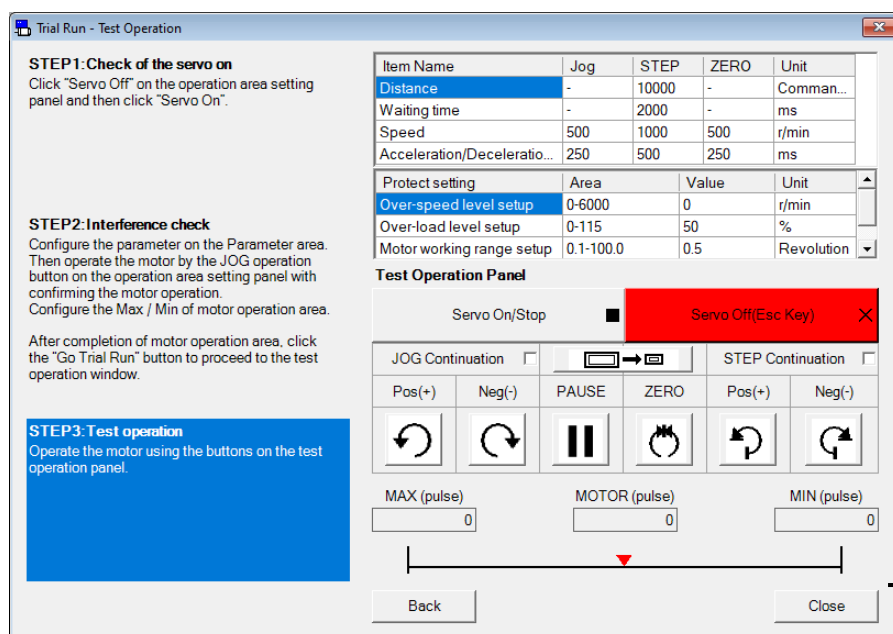 Trial Run - Test Operation
STEP1:Check of the servo on
Click "Servo Off" on the operation area setting
panel and then click "Servo On".
STEP2:Interference check
Configure the parameter on the Parameter area.
Then operate the motor by the JOG operation
button on the operation area setting panel with
confirming the motor operation.
Configure the Max / Min of motor operation area.
After completion of motor operation area, click
the "Go Trial Run" button to proceed to the test
operation window.
STEP3:Test operation
Operate the motor using the buttons on the test
operation panel.
Item Name Jog STEP ZERO Unit
Distance - 10000 - Comman...
Waiting time - 2000 - ms
Speed 500 1000 500 r/min
Acceleration/Deceleratio... 250 500 250 ms
Protect setting Area Value Unit
Over-speed level setup 0-6000 0 r/min
Over-load level setup 0-115 50 %
Motor working range setup 0.1-100.0 0.5 Revolution
Test Operation Panel
Servo On/Stop Servo Off(Esc Key)
JOG Continuation STEP Continuation
Pos(+) Neg(-) PAUSE ZERO Pos(+) Neg(-)
MAX (pulse) MOTOR (pulse) MIN (pulse)
0 0 0
Back Close